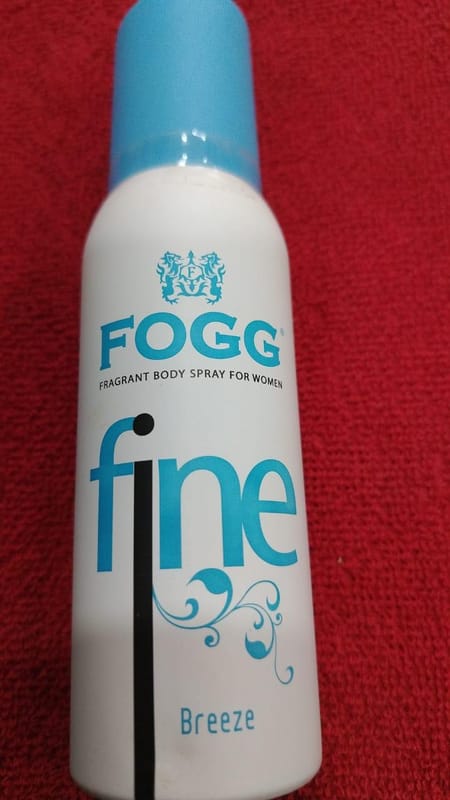 F
FOGG®
FRAGRANT BODY SPRAY FOR WOMEN
fine
Breeze